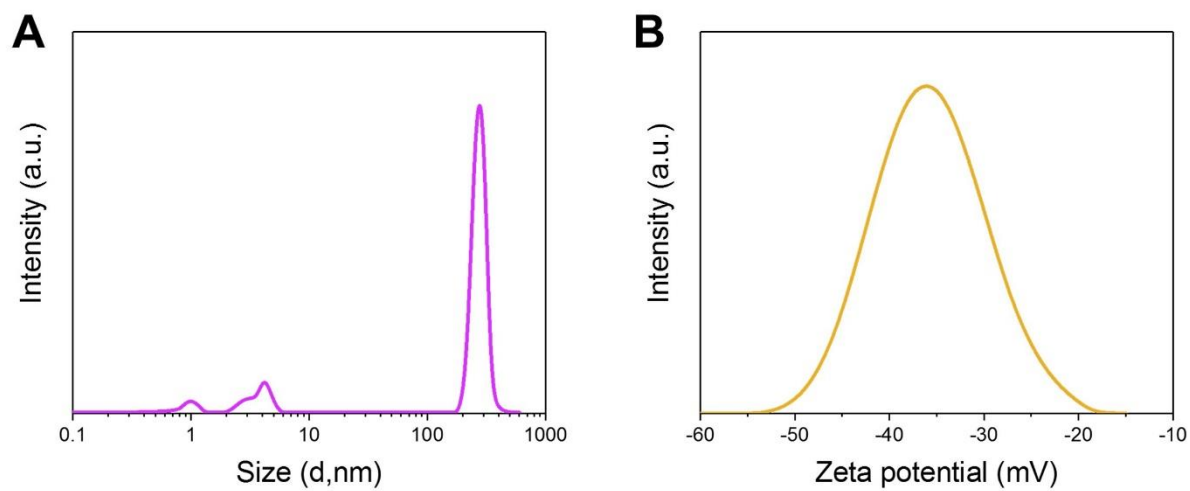 A
Intensity (a.u.)
0.1 1 10 100 1000
Size (d,nm)
B
Intensity (a.u.)
-60 -50 -40 -30 -20 -10
Zeta potential (mV)